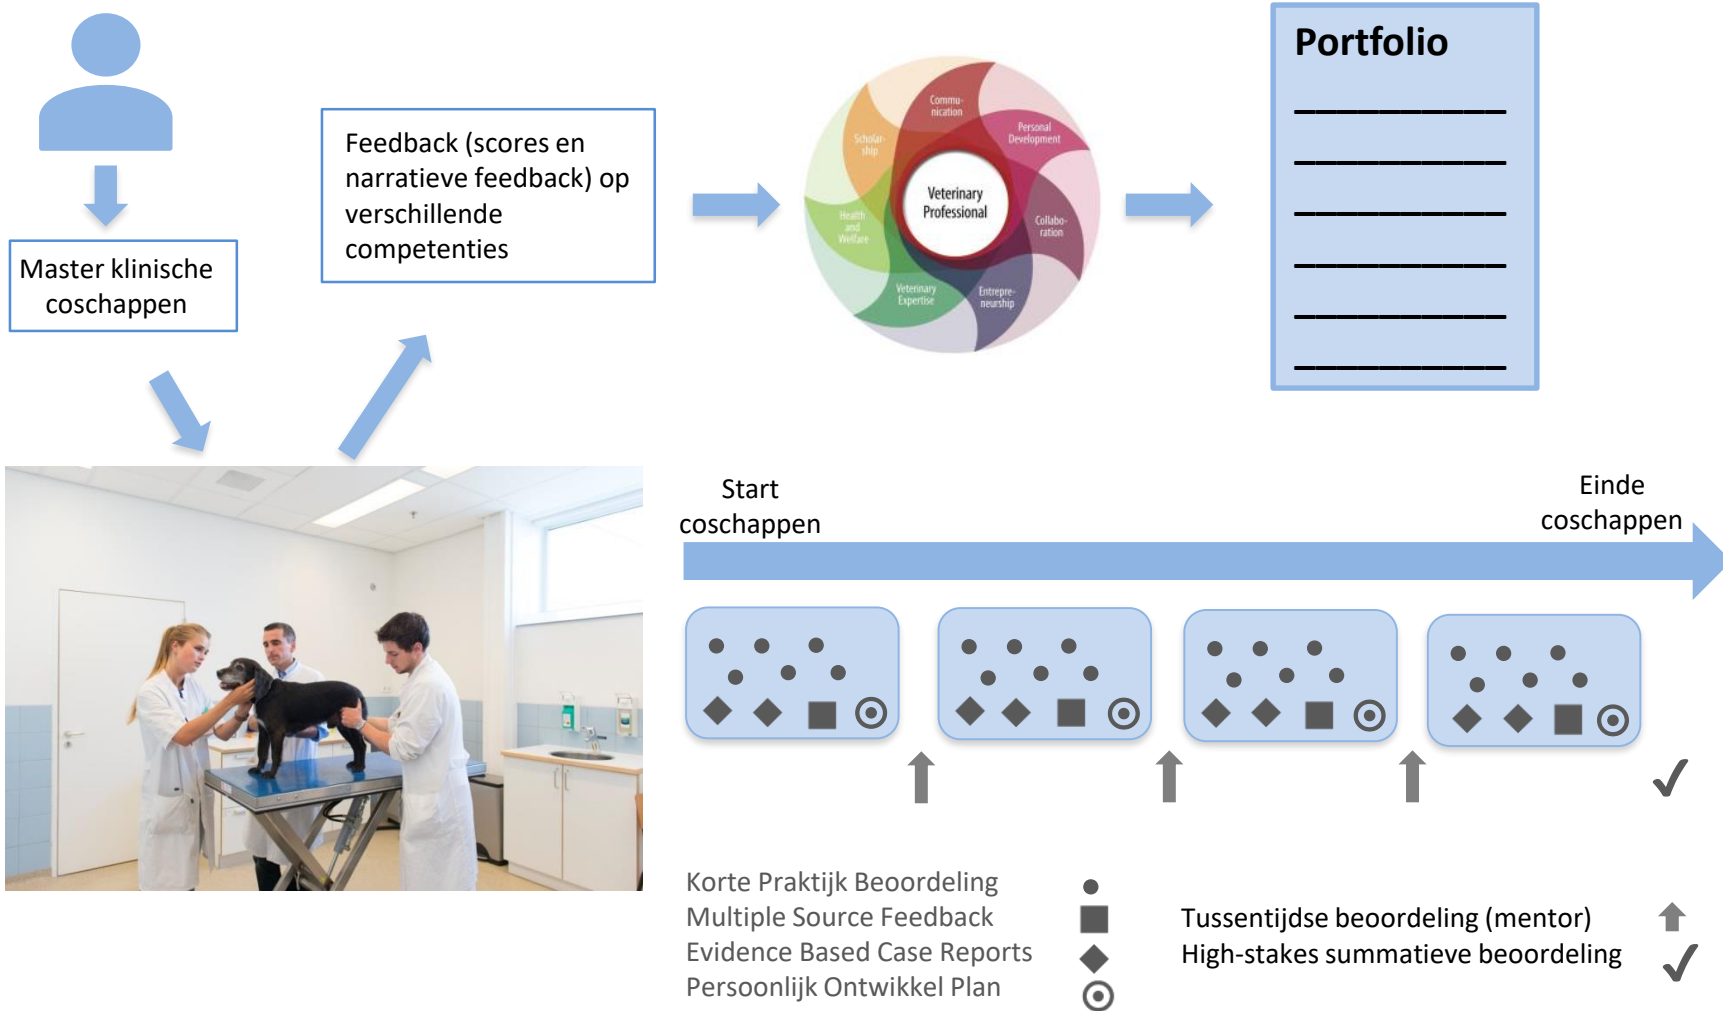 Master klinische
coschappen
Feedback (scores en
narratieve feedback) op
verschillende
competenties
Commu-
nication
Personal
Development
Scholar-
ship
Veterinary
Professional
Health
and
Welfare
Collabo-
ration
Veterinary
Expertise
Entrepre-
neurship
Portfolio
Start
coschappen
Einde
coschappen
Korte Praktijk Beoordeling
Multiple Source Feedback
Evidence Based Case Reports
Persoonlijk Ontwikkel Plan
Tussentijdse beoordeling (mentor)
High-stakes summatieve beoordeling